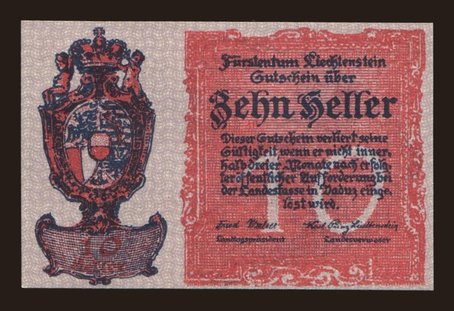 Fürstentum Liechtenstein
Gutschein über
Zehn Heller
Dieser Gutschein verliert seine
Gültigkeit wenn er nicht inner,
halb dreier Monate nach erfolg,
ter öffentlicher Aufforderung bei
der Landeskasse in Vaduz einge,
löst wird.
10
Landtagspräsident Landesverweser
10